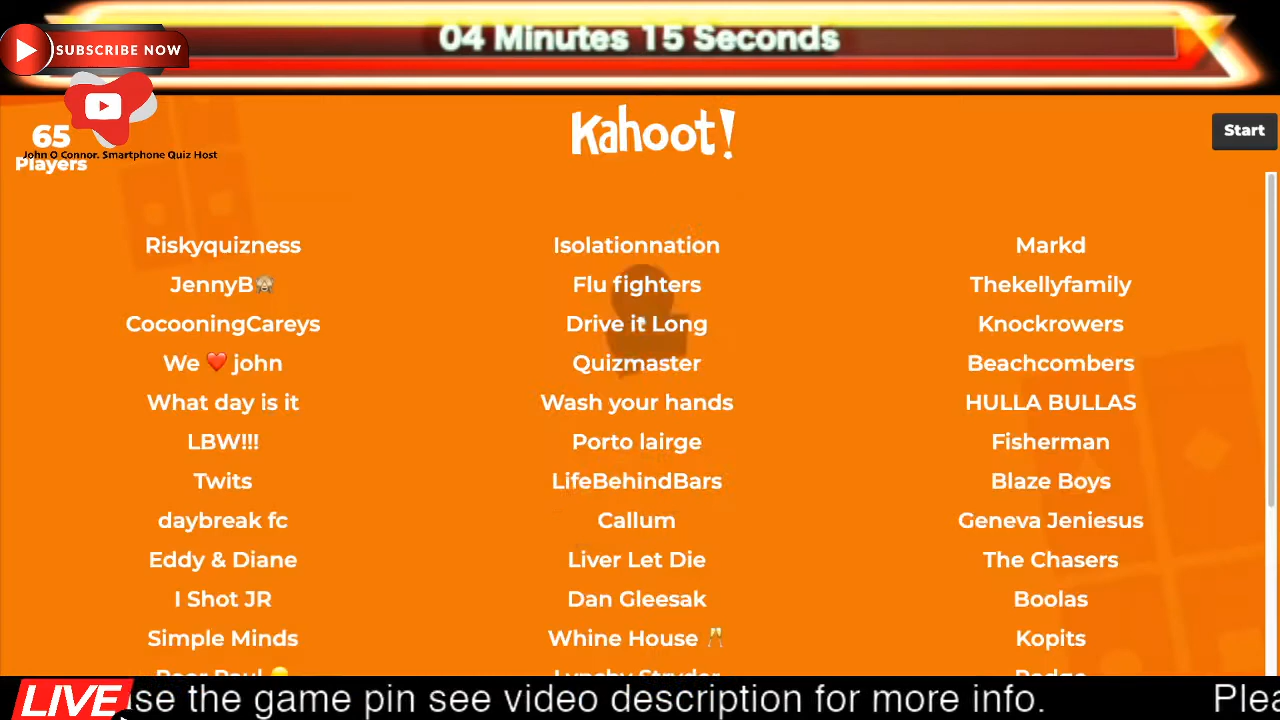 04 Minutes 15 Seconds
SUBSCRIBE NOW
Kahoot!
Start
65
Players
John O Connor. Smartphone Quiz Host
Riskyquizness Isolationnation Markd
JennyB🙈 Flu fighters Thekellyfamily
CocooningCareys Drive it Long Knockrowers
We ❤️ john Quizmaster Beachcombers
What day is it Wash your hands HULLA BULLAS
LBW!!! Porto lairge Fisherman
Twits LifeBehindBars Blaze Boys
daybreak fc Callum Geneva Jeniesus
Eddy & Diane Liver Let Die The Chasers
I Shot JR Dan Gleesak Boolas
Simple Minds Whine House 🥂 Kopits
LIVE use the game pin see video description for more info. Plea